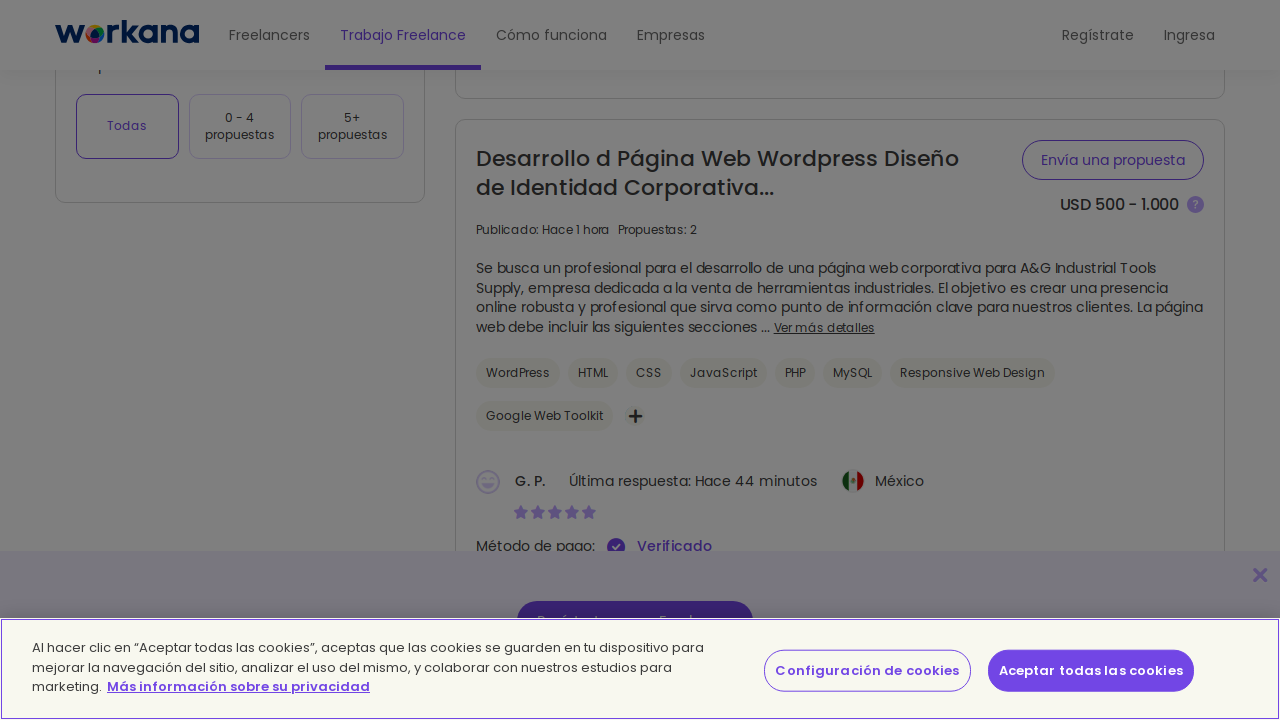 workana
Freelancers
Trabajo Freelance
Cómo funciona
Empresas
Regístrate
Ingresa
Todas
0 - 4
propuestas
5+
propuestas
Desarrollo d Página Web Wordpress Diseño
de Identidad Corporativa...
Envía una propuesta
USD 500 - 1.000
?
Publicado: Hace 1 hora Propuestas: 2
Se busca un profesional para el desarrollo de una página web corporativa para A&G Industrial Tools
Supply, empresa dedicada a la venta de herramientas industriales. El objetivo es crear una presencia
online robusta y profesional que sirva como punto de información clave para nuestros clientes. La página
web debe incluir las siguientes secciones ... Ver más detalles
WordPress
HTML
CSS
JavaScript
PHP
MySQL
Responsive Web Design
Google Web Toolkit
G. P.
Última respuesta: Hace 44 minutos
México
Método de pago:
Verificado
Al hacer clic en “Aceptar todas las cookies”, aceptas que las cookies se guarden en tu dispositivo para
mejorar la navegación del sitio, analizar el uso del mismo, y colaborar con nuestros estudios para
marketing. Más información sobre su privacidad
Configuración de cookies
Aceptar todas las cookies